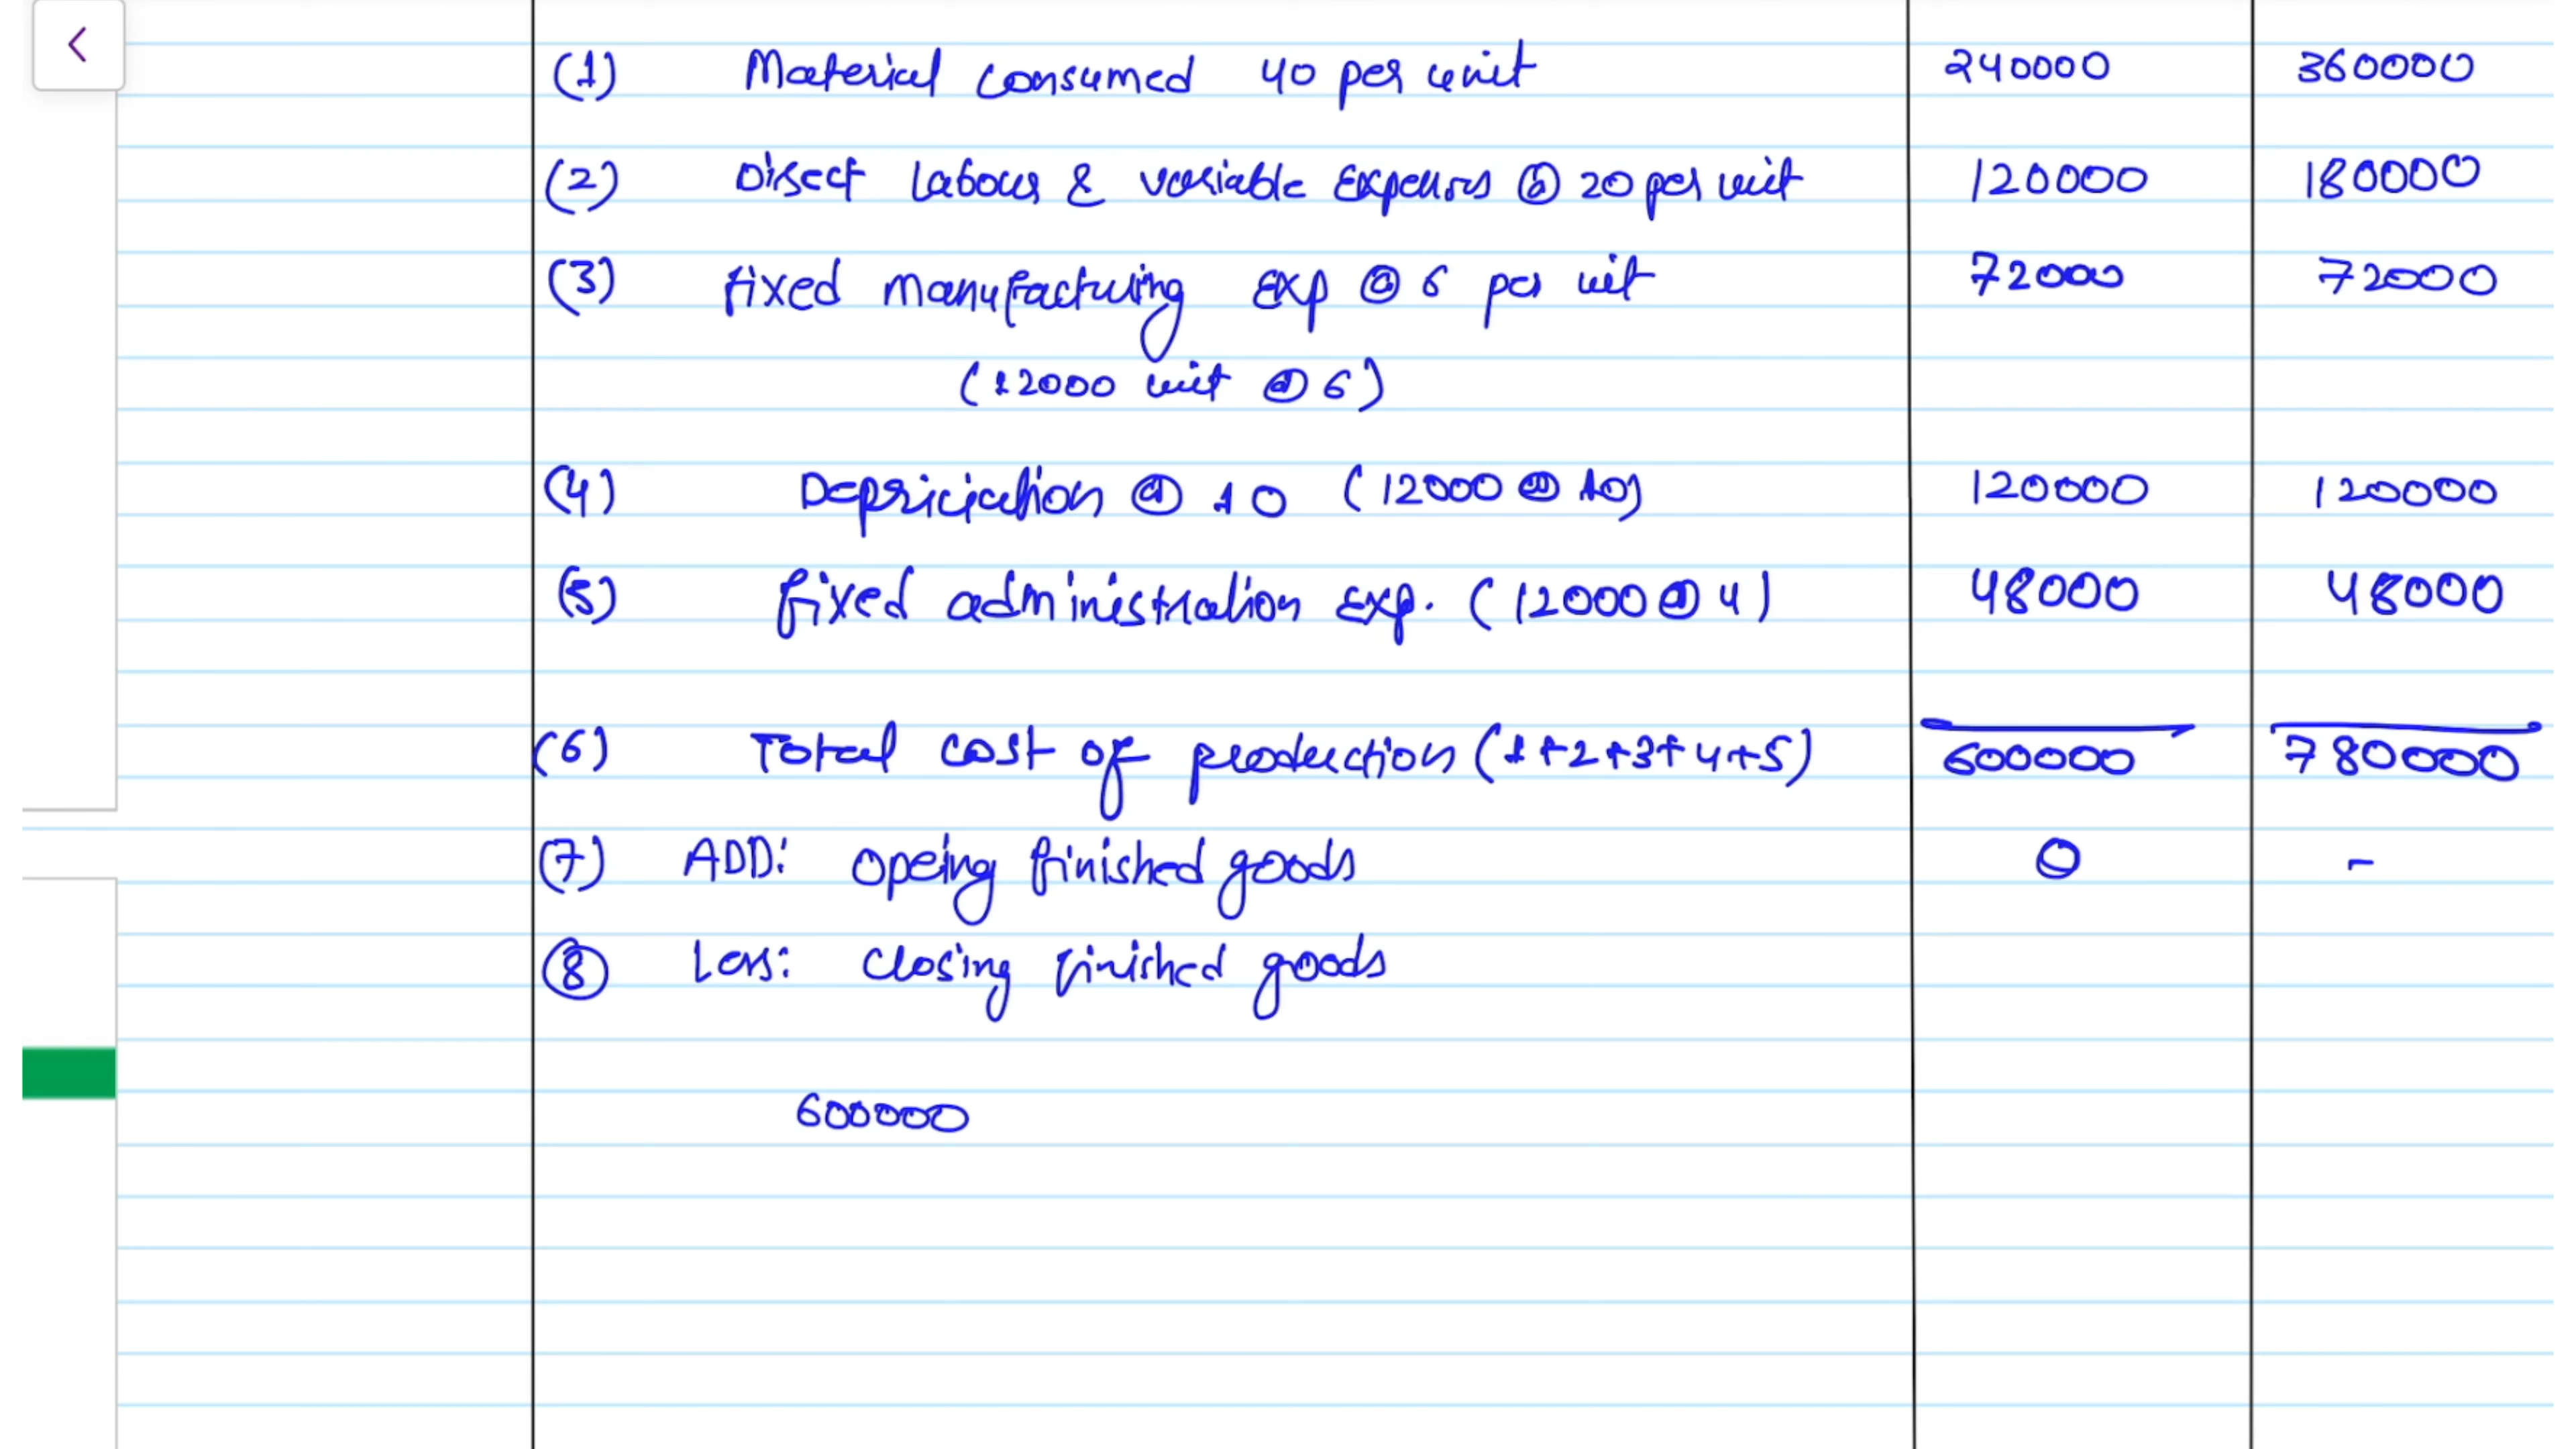 (1) Material consumed 40 per unit 240000 360000
(2) Direct Labour & variable Expenses @ 20 per unit 120000 180000
(3) fixed manufacturing Exp @ 6 per uit 72000 72000
(12000 uit @ 6)
(4) Depriciation @ 10 (12000 @ 10) 120000 120000
(5) fixed administration Exp. (12000 @ 4) 48000 48000
(6) Total cost of production (1+2+3+4+5) 600000 780000
(7) ADD: opeing finished goods 0 -
(8) Less: closing finished goods
600000